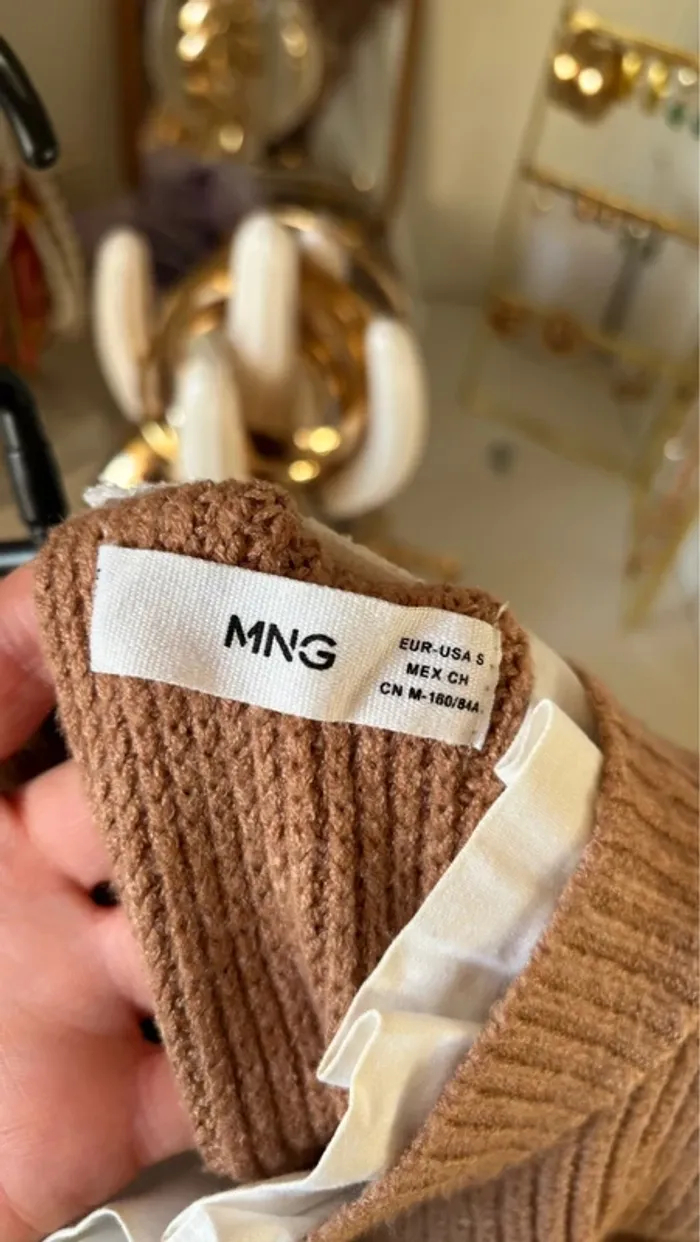 MNG
EUR-USA S
MEX CH
CN M-160/84A